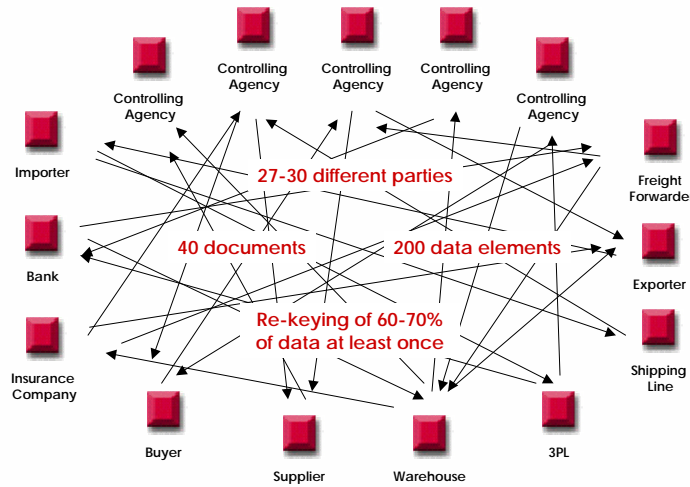 Controlling
Agency
Controlling
Agency
Controlling
Agency
Controlling
Agency
Controlling
Agency
Importer
27-30 different parties
Freight
Forwarde
Bank
40 documents
200 data elements
Exporter
Re-keying of 60-70%
of data at least once
Insurance
Company
Shipping
Line
Buyer
Supplier
Warehouse
3PL